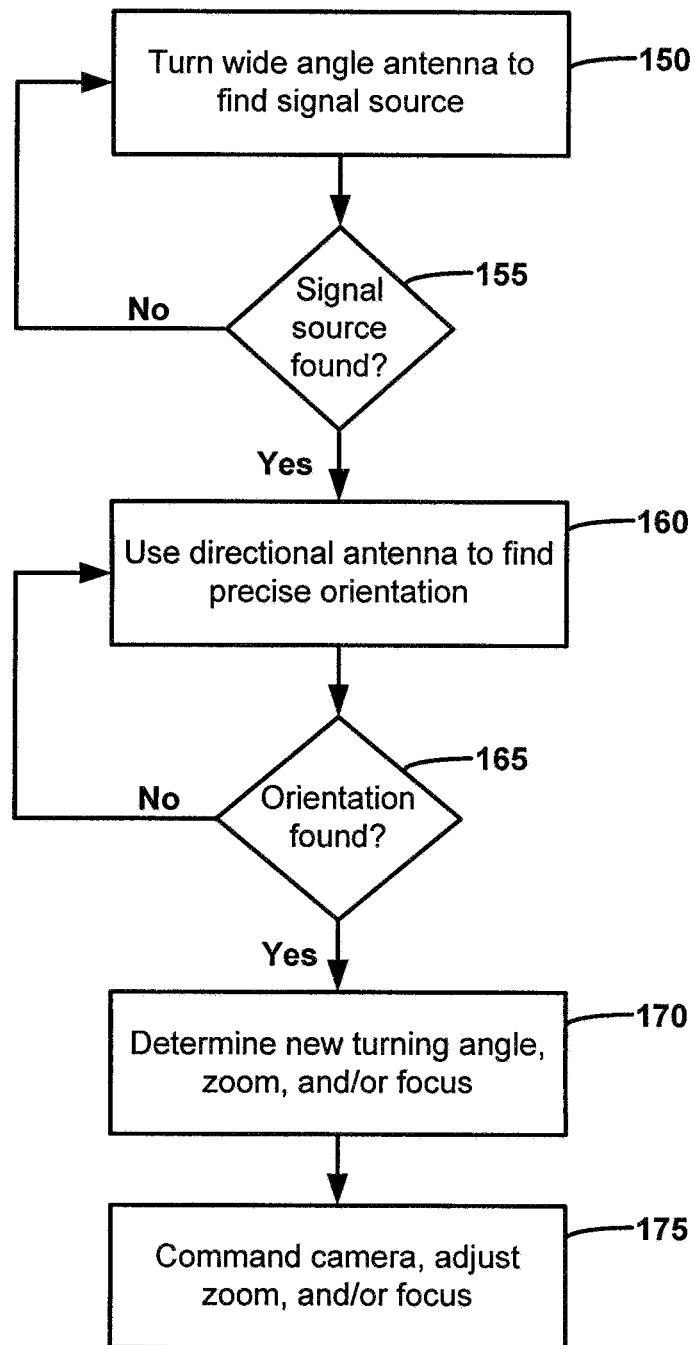 Turn wide angle antenna to
find signal source
150
Signal
source
found?
155
No
Yes
Use directional antenna to find
precise orientation
160
Orientation
found?
165
No
Yes
Determine new turning angle,
zoom, and/or focus
170
Command camera, adjust
zoom, and/or focus
175